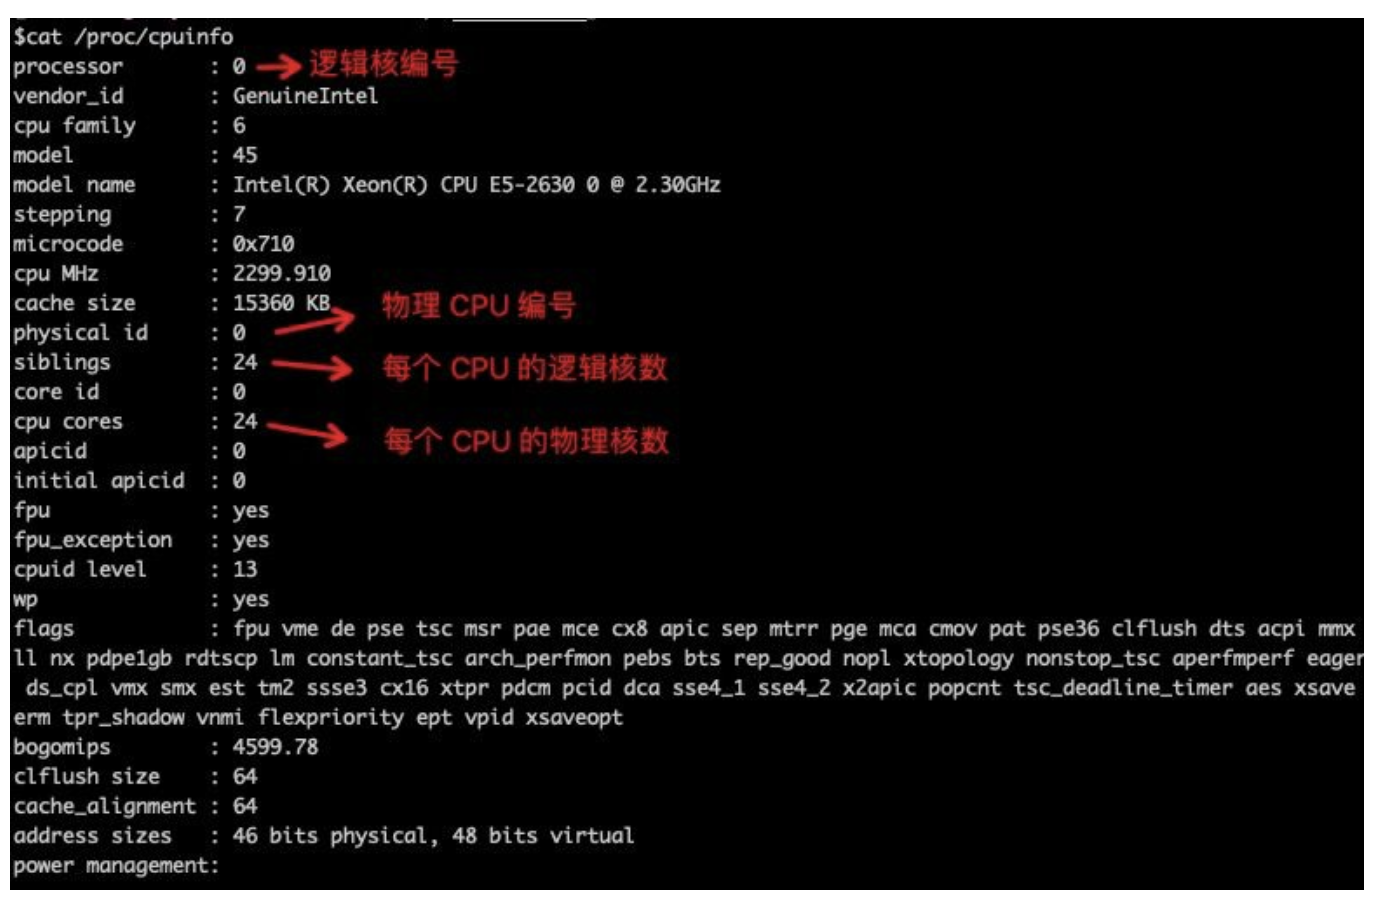 $cat /proc/cpuinfo
processor : 0 逻辑核编号
vendor_id : GenuineIntel
cpu family : 6
model : 45
model name : Intel(R) Xeon(R) CPU E5-2630 0 @ 2.30GHz
stepping : 7
microcode : 0x710
cpu MHz : 2299.910
cache size : 15360 KB
物理 CPU 编号
physical id : 0
siblings : 24 每个 CPU 的逻辑核数
core id : 0
cpu cores : 24
每个 CPU 的物理核数
apicid : 0
initial apicid : 0
fpu : yes
fpu_exception : yes
cpuid level : 13
wp : yes
flags : fpu vme de pse tsc msr pae mce cx8 apic sep mtrr pge mca cmov pat pse36 clflush dts acpi mmx
ll nx pdpe1gb rdtscp lm constant_tsc arch_perfmon pebs bts rep_good nopl xtopology nonstop_tsc aperfmperf eager
ds_cpl vmx smx est tm2 ssse3 cx16 xtpr pdcm pcid dca sse4_1 sse4_2 x2apic popcnt tsc_deadline_timer aes xsave
erm tpr_shadow vnmi flexpriority ept vpid xsaveopt
bogomips : 4599.78
clflush size : 64
cache_alignment : 64
address sizes : 46 bits physical, 48 bits virtual
power management: